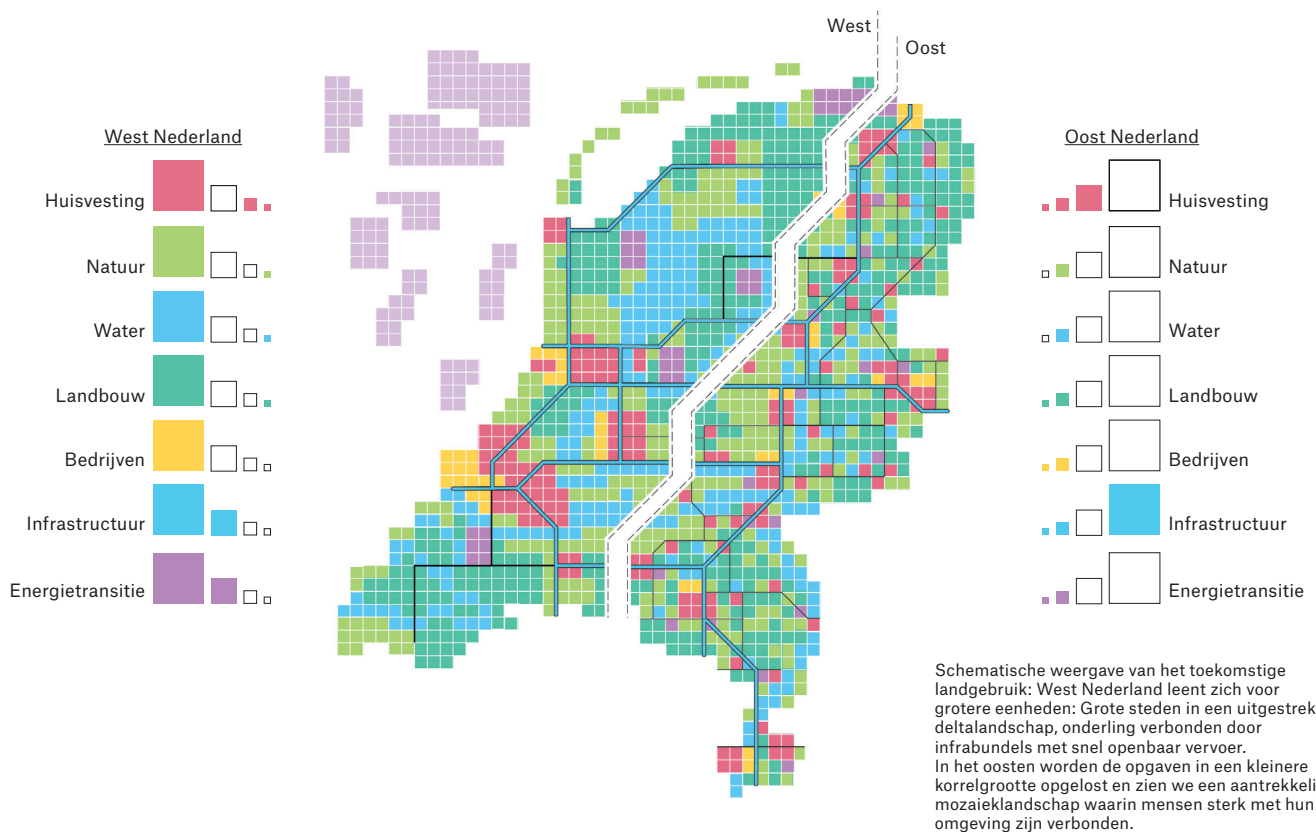 West
Oost
West Nederland
Huisvesting
Natuur
Water
Landbouw
Bedrijven
Infrastructuur
Energietransitie
Oost Nederland
Huisvesting
Natuur
Water
Landbouw
Bedrijven
Infrastructuur
Energietransitie
Schematische weergave van het toekomstige
landgebruik: West Nederland leent zich voor
grotere eenheden: Grote steden in een uitgestrek
deltalandschap, onderling verbonden door
infrabundels met snel openbaar vervoer.
In het oosten worden de opgaven in een kleinere
korrelgrootte opgelost en zien we een aantrekkeli
mozaieklandschap waarin mensen sterk met hun
omgeving zijn verbonden.